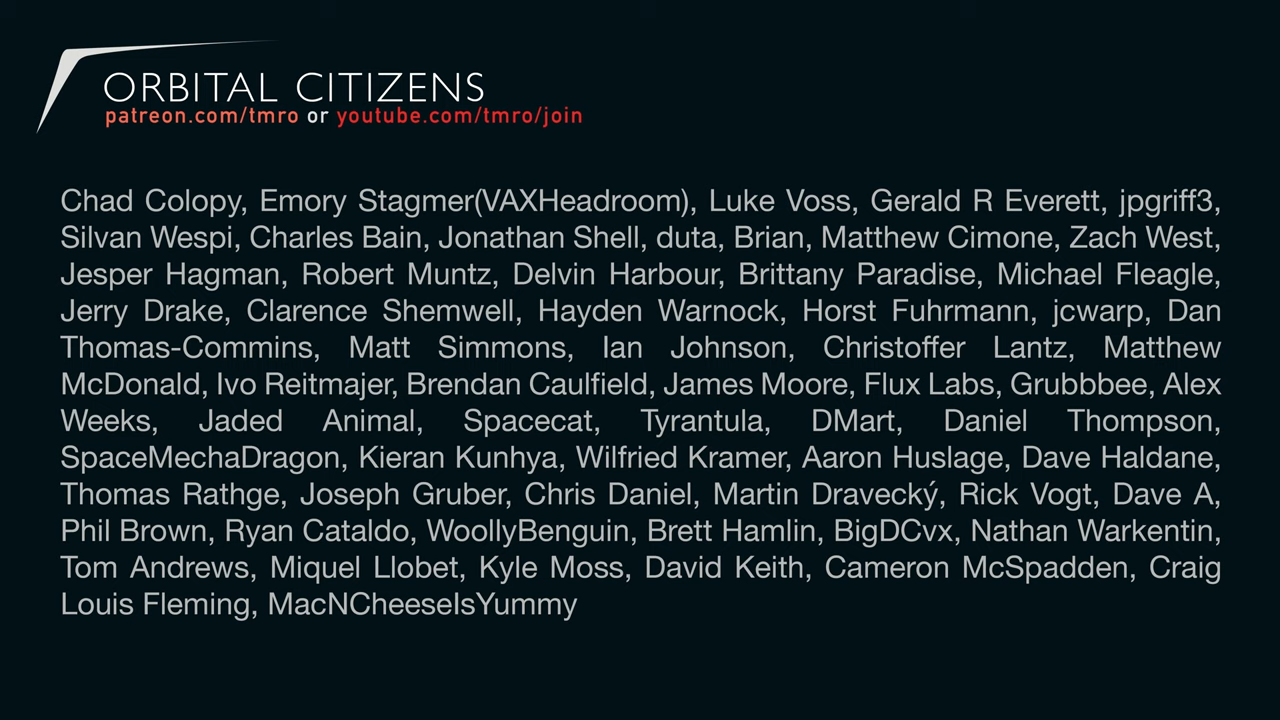 ORBITAL CITIZENS
patreon.com/tmro or youtube.com/tmro/join
Chad Colopy, Emory Stagmer(VAXHeadroom), Luke Voss, Gerald R Everett, jpgriff3,
Silvan Wespi, Charles Bain, Jonathan Shell, duta, Brian, Matthew Cimone, Zach West,
Jesper Hagman, Robert Muntz, Delvin Harbour, Brittany Paradise, Michael Fleagle,
Jerry Drake, Clarence Shemwell, Hayden Warnock, Horst Fuhrmann, jcwarp, Dan
Thomas-Commins, Matt Simmons, Ian Johnson, Christoffer Lantz, Matthew
McDonald, Ivo Reitmajer, Brendan Caulfield, James Moore, Flux Labs, Grubbbee, Alex
Weeks, Jaded Animal, Spacecat, Tyrantula, DMart, Daniel Thompson,
SpaceMechaDragon, Kieran Kunhya, Wilfried Kramer, Aaron Huslage, Dave Haldane,
Thomas Rathge, Joseph Gruber, Chris Daniel, Martin Dravecký, Rick Vogt, Dave A,
Phil Brown, Ryan Cataldo, WoollyBenguin, Brett Hamlin, BigDCvx, Nathan Warkentin,
Tom Andrews, Miquel Llobet, Kyle Moss, David Keith, Cameron McSpadden, Craig
Louis Fleming, MacNCheeseIsYummy